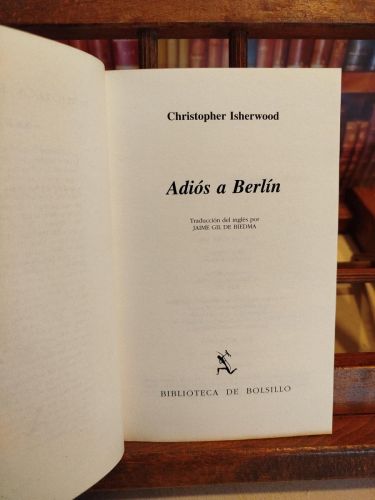 Christopher Isherwood
Adiós a Berlín
Traducción del inglés por
JAIME GIL DE BIEDMA
BIBLIOTECA DE BOLSILLO